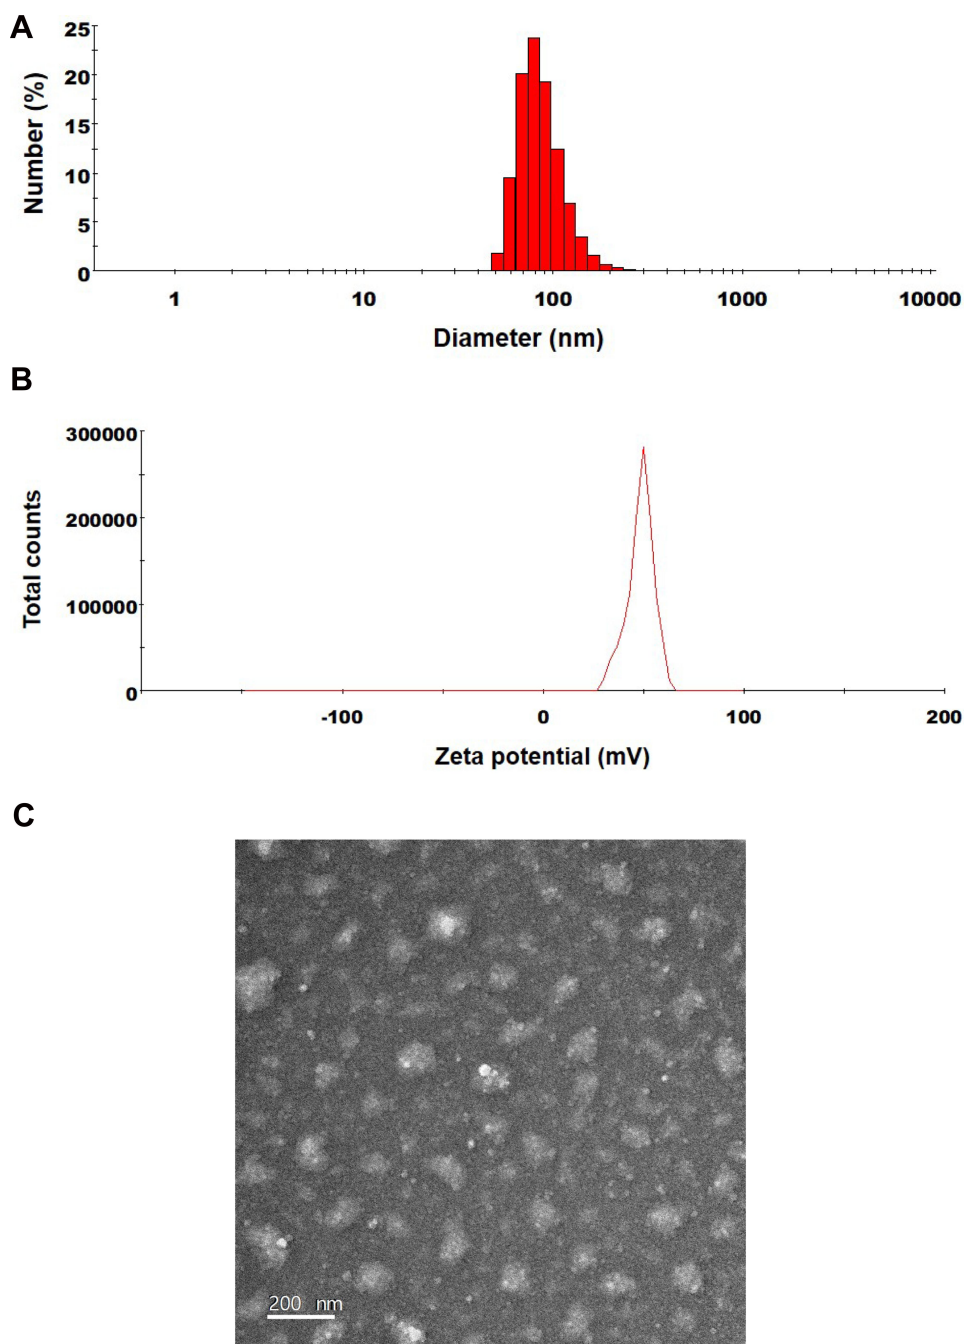 A
25
20
15
10
5
0
Number (%)
1 10 100 1000 10000
Diameter (nm)
B
300000
200000
100000
0
Total counts
-100 0 100 200
Zeta potential (mV)
C
200 nm